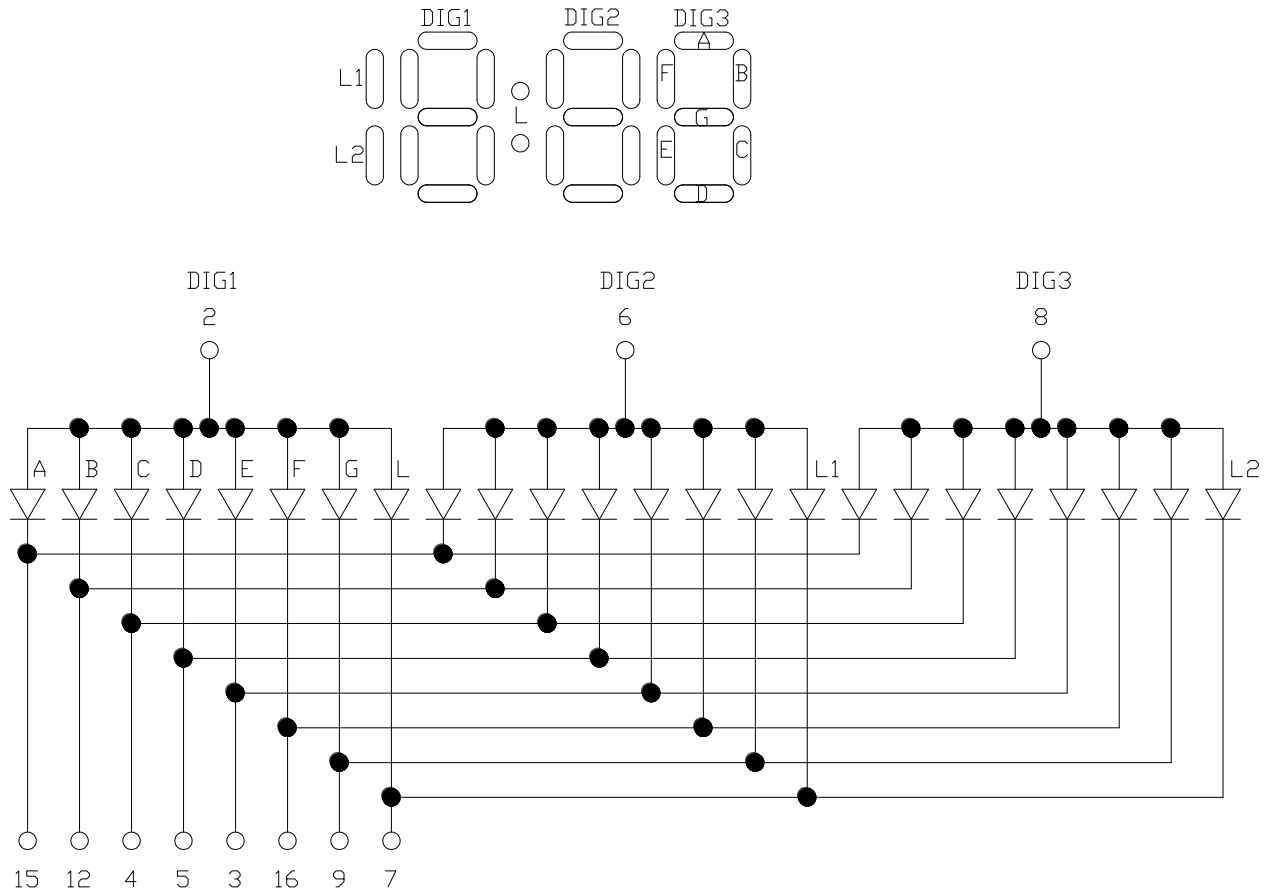 DIG1 DIG2 DIG3
A
L1 F B
L G
L2 E C
D
DIG1 DIG2 DIG3
2 6 8
A B C D E F G L L1 L2
15 12 4 5 3 16 9 7